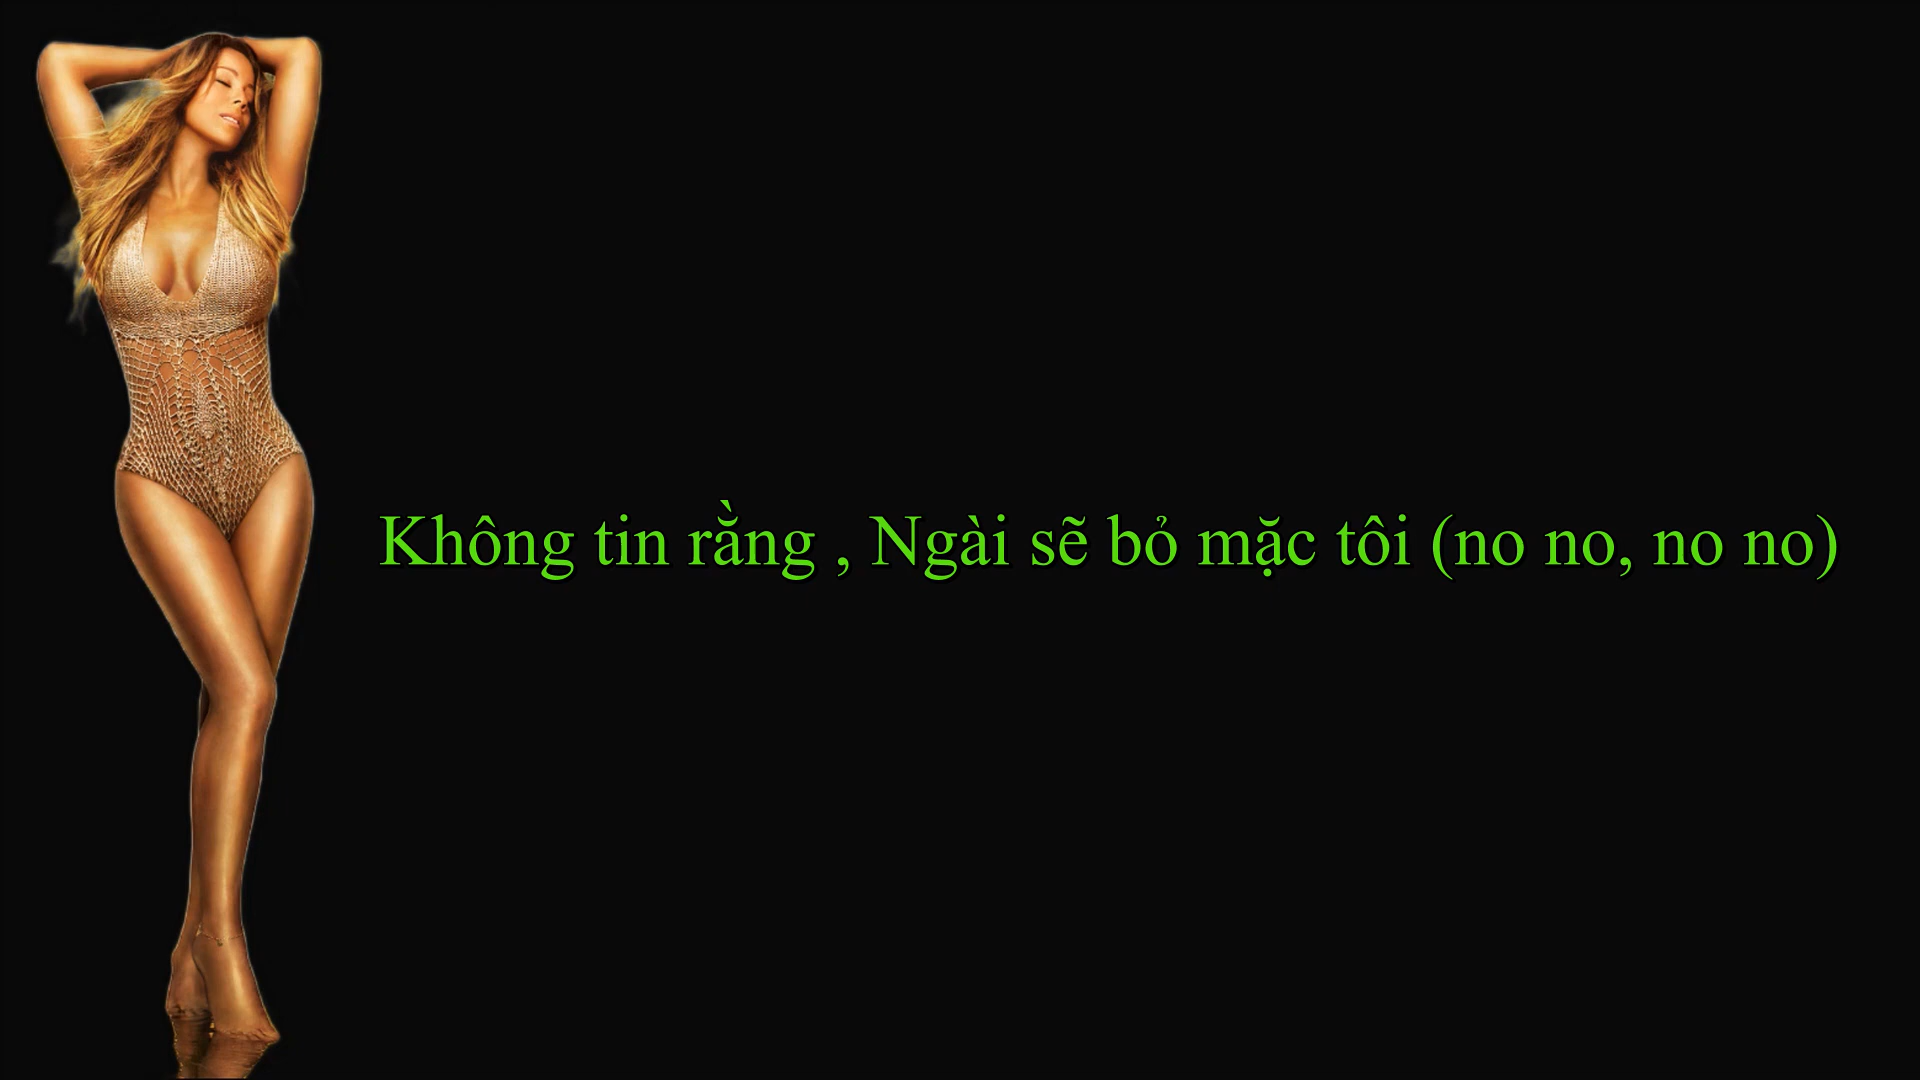 Không tin rằng , Ngài sẽ bỏ mặc tôi (no no, no no)